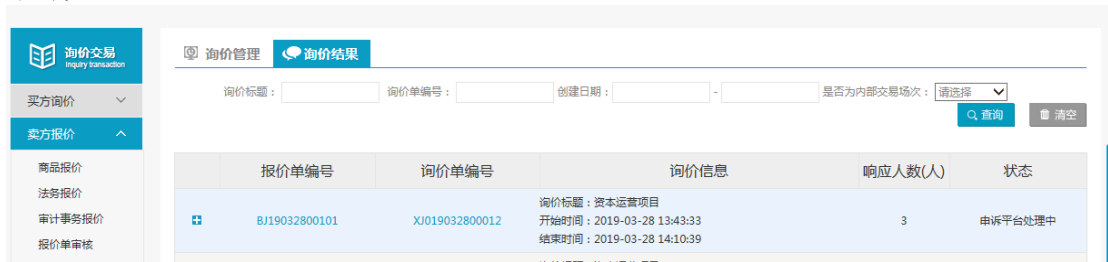 询价交易
Inquiry transaction
询价管理 询价结果
询价标题： 询价单编号： 创建日期： - 是否为内部交易场次： 请选择
查询 清空
买方询价
卖方报价
商品报价
法务报价
审计事务报价
报价单审核
报价单编号 询价单编号 询价信息 响应人数(人) 状态
询价标题：资本运营项目
BJ19032800101 XJ019032800012 开始时间：2019-03-28 13:43:33 3 申诉平台处理中
结束时间：2019-03-28 14:10:39